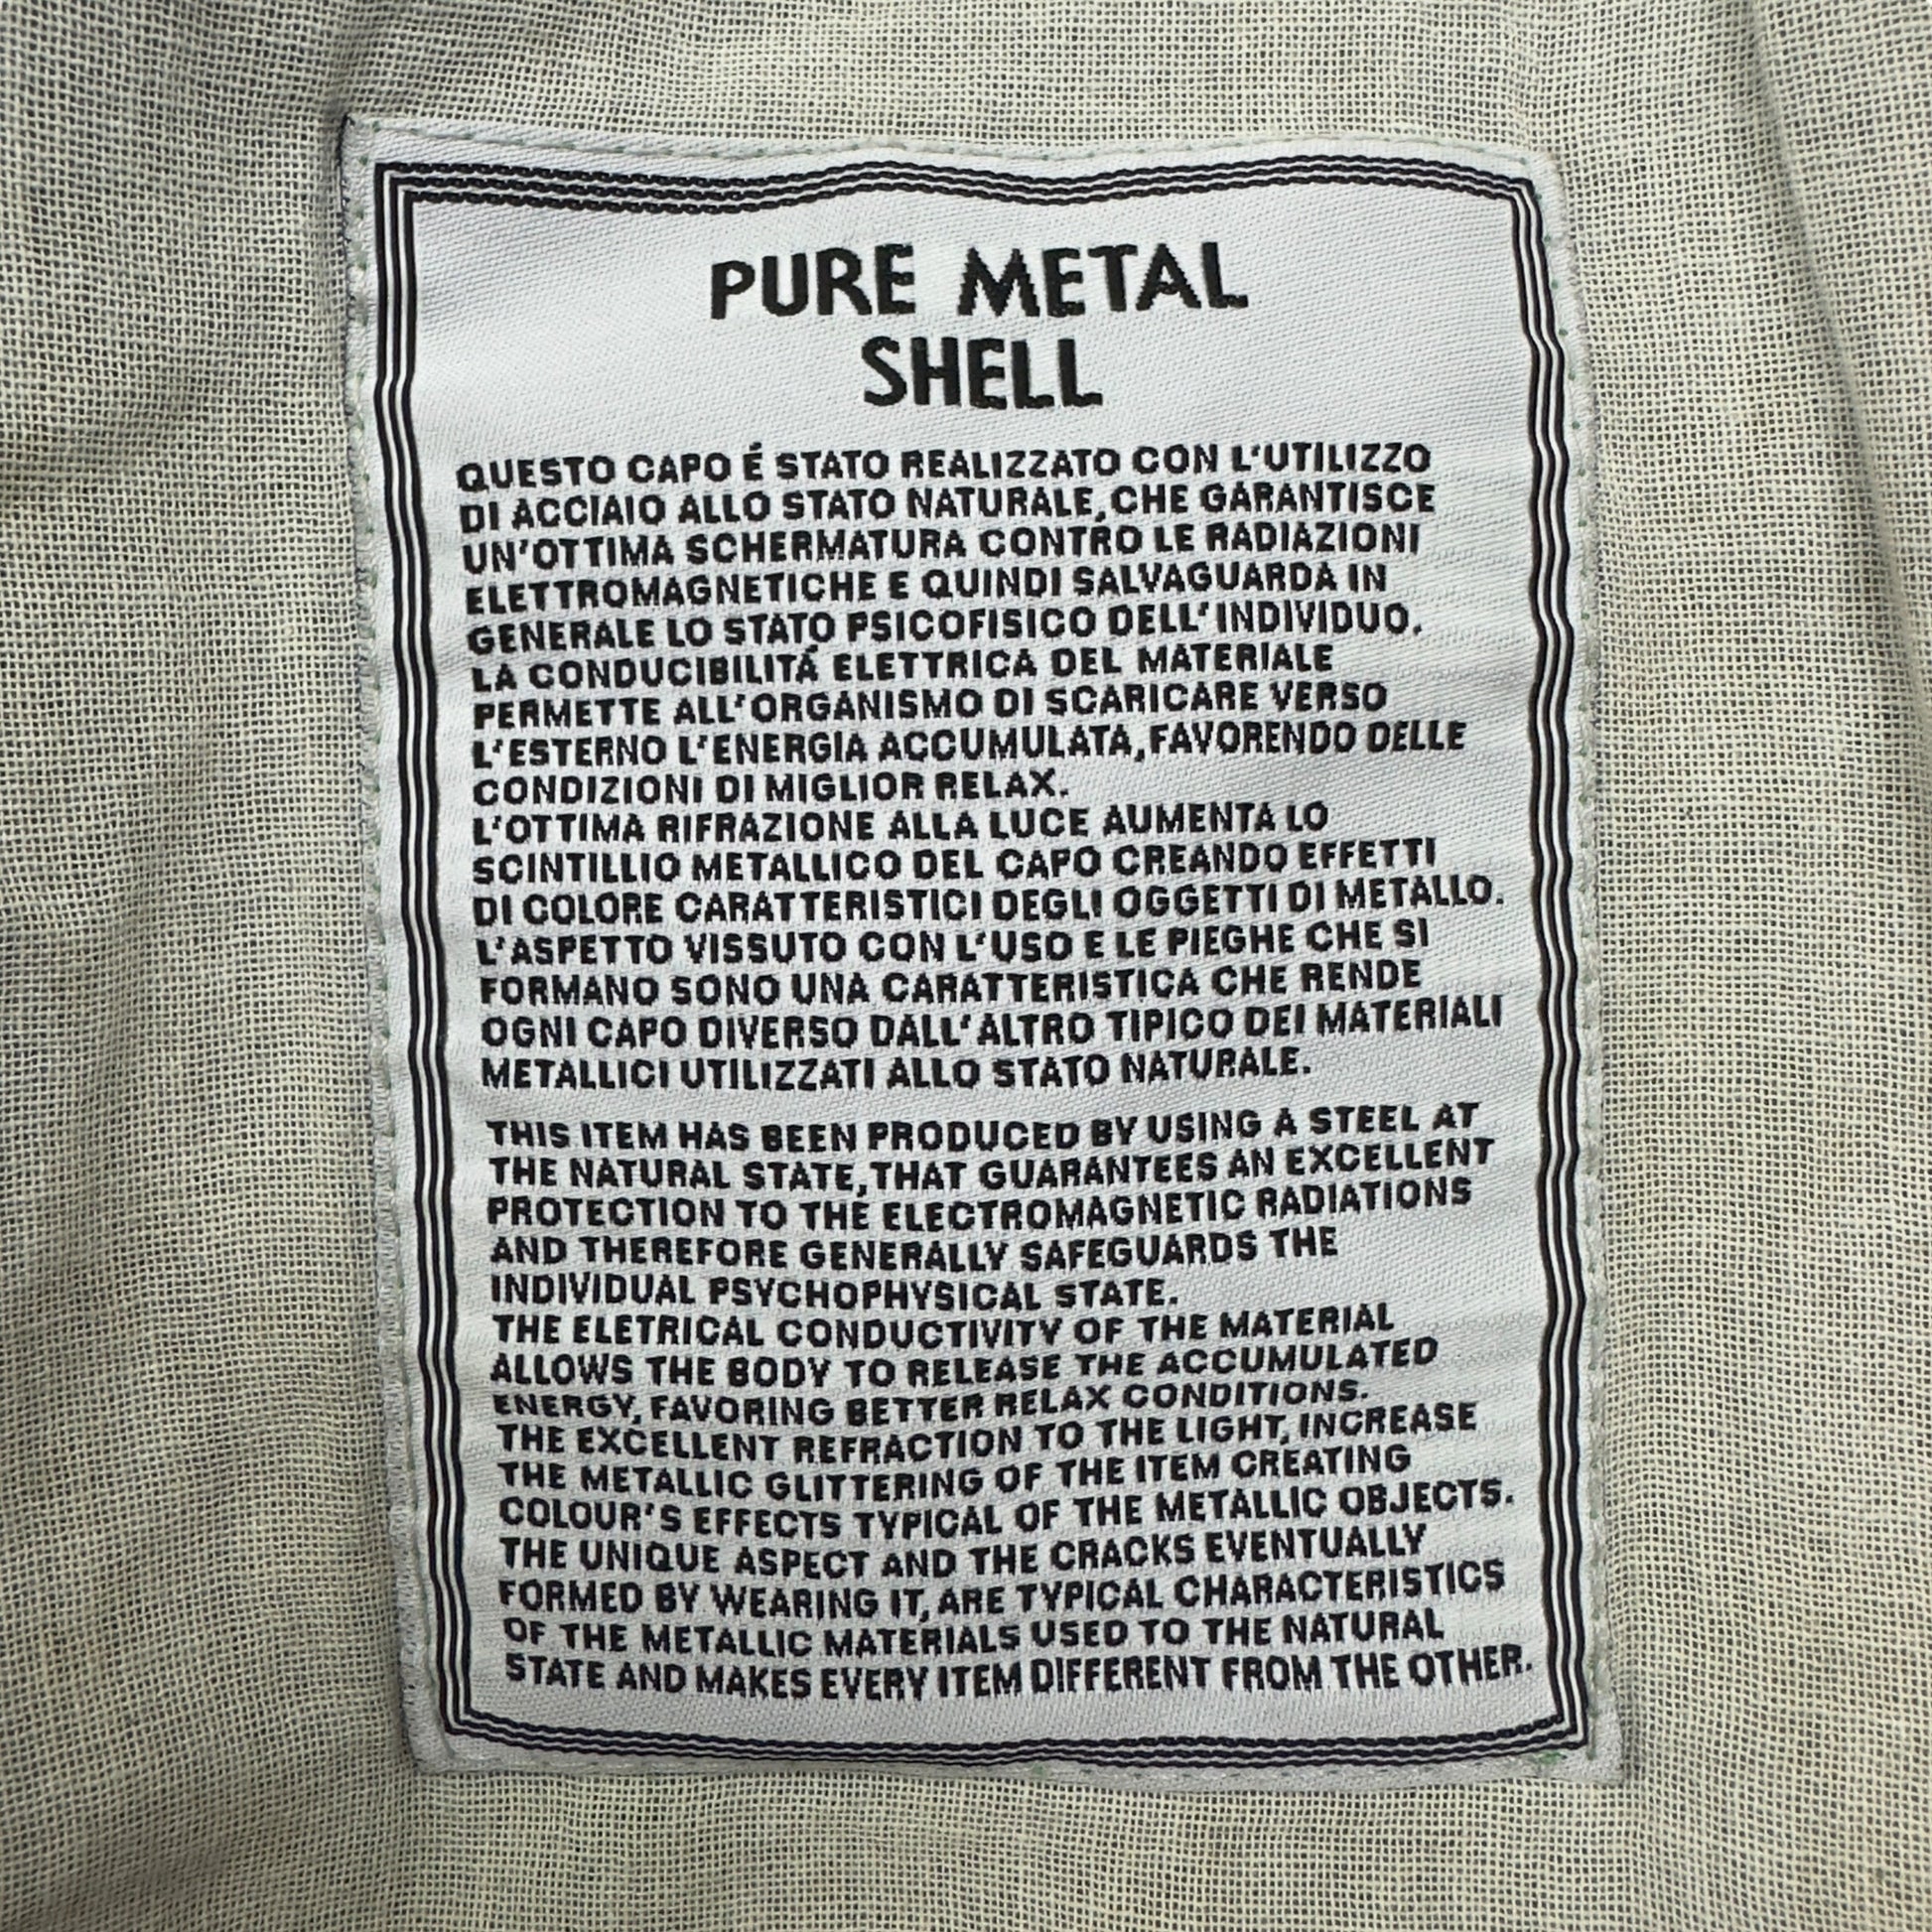 PURE METAL
SHELL
QUESTO CAPO É STATO REALIZZATO CON L'UTILIZZO
DI ACCIAIO ALLO STATO NATURALE, CHE GARANTISCE
UN'OTTIMA SCHERMATURA CONTRO LE RADIAZIONI
ELETTROMAGNETICHE E QUINDI SALVAGUARDA IN
GENERALE LO STATO PSICOFISICO DELL'INDIVIDUO.
LA CONDUCIBILITÁ ELETTRICA DEL MATERIALE
PERMETTE ALL'ORGANISMO DI SCARICARE VERSO
L'ESTERNO L'ENERGIA ACCUMULATA, FAVORENDO DELLE
CONDIZIONI DI MIGLIOR RELAX.
L'OTTIMA RIFRAZIONE ALLA LUCE AUMENTA LO
SCINTILLIO METALLICO DEL CAPO CREANDO EFFETTI
DI COLORE CARATTERISTICI DEGLI OGGETTI DI METALLO.
L'ASPETTO VISSUTO CON L'USO E LE PIEGHE CHE SI
FORMANO SONO UNA CARATTERISTICA CHE RENDE
OGNI CAPO DIVERSO DALL'ALTRO TIPICO DEI MATERIALI
METALLICI UTILIZZATI ALLO STATO NATURALE.
THIS ITEM HAS BEEN PRODUCED BY USING A STEEL AT
THE NATURAL STATE, THAT GUARANTEES AN EXCELLENT
PROTECTION TO THE ELECTROMAGNETIC RADIATIONS
AND THEREFORE GENERALLY SAFEGUARDS THE
INDIVIDUAL PSYCHOPHYSICAL STATE.
THE ELETRICAL CONDUCTIVITY OF THE MATERIAL
ALLOWS THE BODY TO RELEASE THE ACCUMULATED
ENERGY, FAVORING BETTER RELAX CONDITIONS.
THE EXCELLENT REFRACTION TO THE LIGHT, INCREASE
THE METALLIC GLITTERING OF THE ITEM CREATING
COLOUR'S EFFECTS TYPICAL OF THE METALLIC OBJECTS.
THE UNIQUE ASPECT AND THE CRACKS EVENTUALLY
FORMED BY WEARING IT, ARE TYPICAL CHARACTERISTICS
OF THE METALLIC MATERIALS USED TO THE NATURAL
STATE AND MAKES EVERY ITEM DIFFERENT FROM THE OTHER.